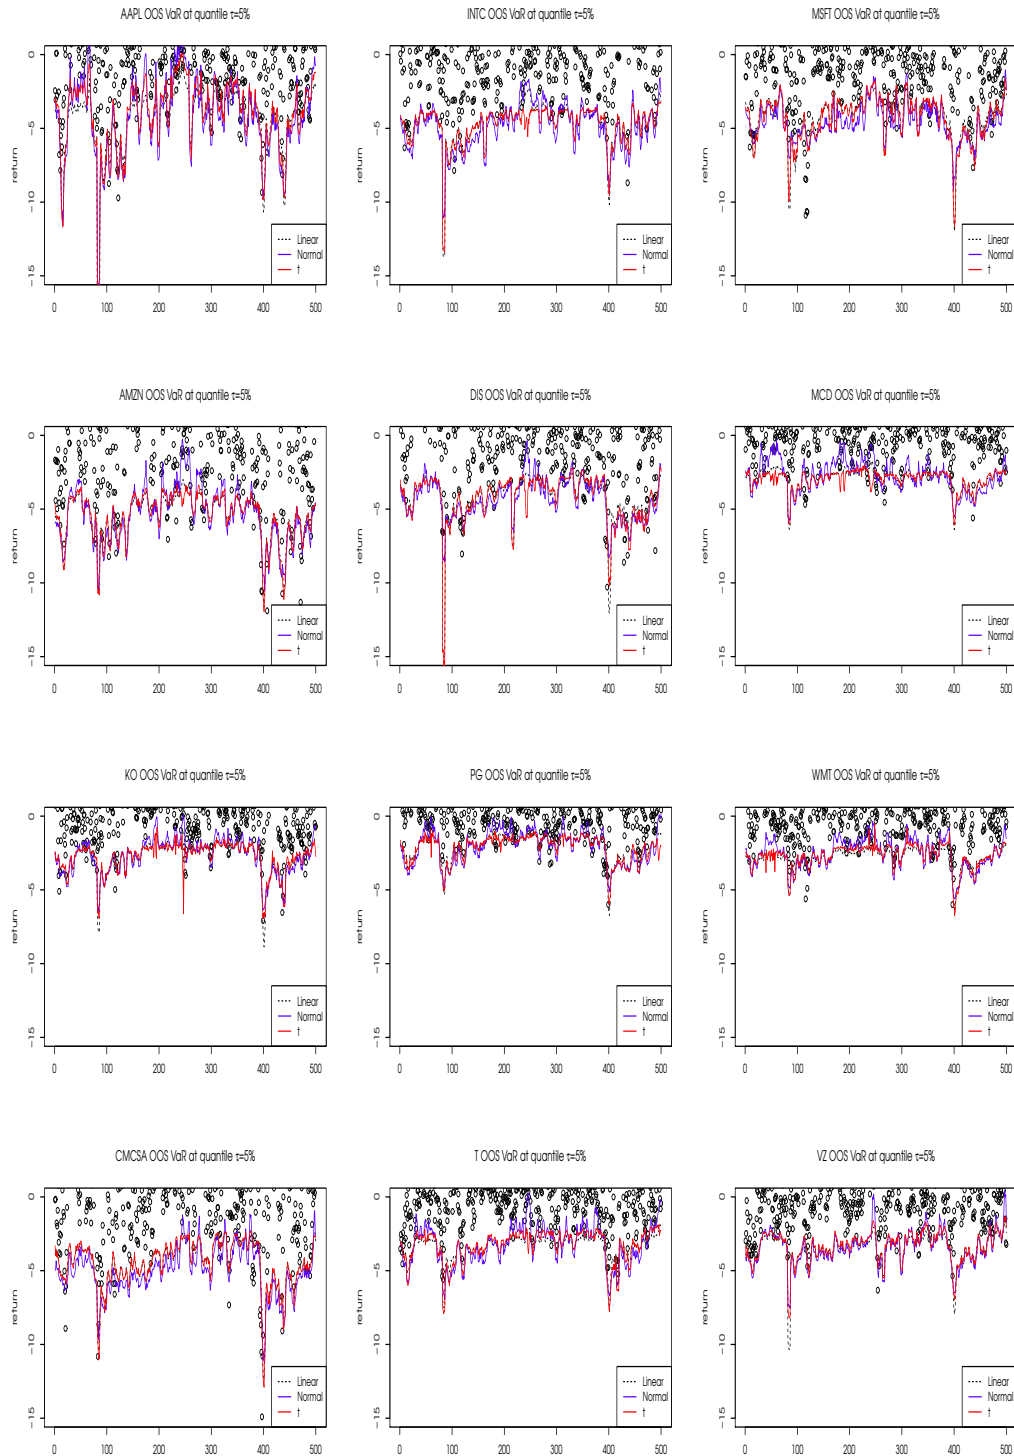 AAPL OOS VaR at quantile τ=5%
INTC OOS VaR at quantile τ=5%
MSFT OOS VaR at quantile τ=5%
return
0
−5
−10
−15
Linear
Normal
t
0 100 200 300 400 500
return
0
−5
−10
−15
Linear
Normal
t
0 100 200 300 400 500
return
0
−5
−10
−15
Linear
Normal
t
0 100 200 300 400 500
AMZN OOS VaR at quantile τ=5%
DIS OOS VaR at quantile τ=5%
MCD OOS VaR at quantile τ=5%
return
0
−5
−10
−15
Linear
Normal
t
0 100 200 300 400 500
return
0
−5
−10
−15
Linear
Normal
t
0 100 200 300 400 500
return
0
−5
−10
−15
Linear
Normal
t
0 100 200 300 400 500
KO OOS VaR at quantile τ=5%
PG OOS VaR at quantile τ=5%
WMT OOS VaR at quantile τ=5%
return
0
−5
−10
−15
Linear
Normal
t
0 100 200 300 400 500
return
0
−5
−10
−15
Linear
Normal
t
0 100 200 300 400 500
return
0
−5
−10
−15
Linear
Normal
t
0 100 200 300 400 500
CMCSA OOS VaR at quantile τ=5%
T OOS VaR at quantile τ=5%
VZ OOS VaR at quantile τ=5%
return
0
−5
−10
−15
Linear
Normal
t
0 100 200 300 400 500
return
0
−5
−10
−15
Linear
Normal
t
0 100 200 300 400 500
return
0
−5
−10
−15
Linear
Normal
t
0 100 200 300 400 500